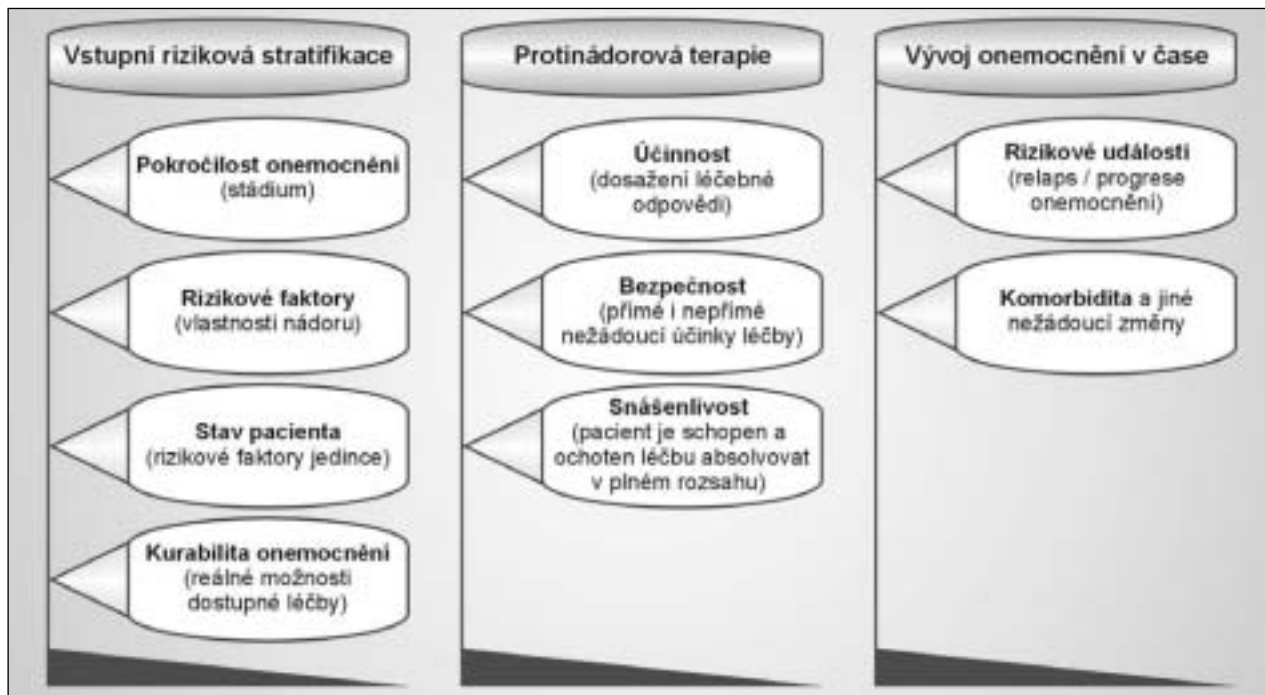 Vstupní riziková stratifikace
Pokročilost onemocnění
(stádium)
Rizikové faktory
(vlastnosti nádoru)
Stav pacienta
(rizikové faktory jedince)
Kurabilita onemocnění
(reálné možnosti
dostupné léčby)
Protinádorová terapie
Účinnost
(dosažení léčebné
odpovědi)
Bezpečnost
(přímé i nepřímé
nežádoucí účinky léčby)
Snášenlivost
(pacient je schopen a
ochoten léčbu absolvovat
v plném rozsahu)
Vývoj onemocnění v čase
Rizikové události
(relaps / progrese
onemocnění)
Komorbidita a jiné
nežádoucí změny